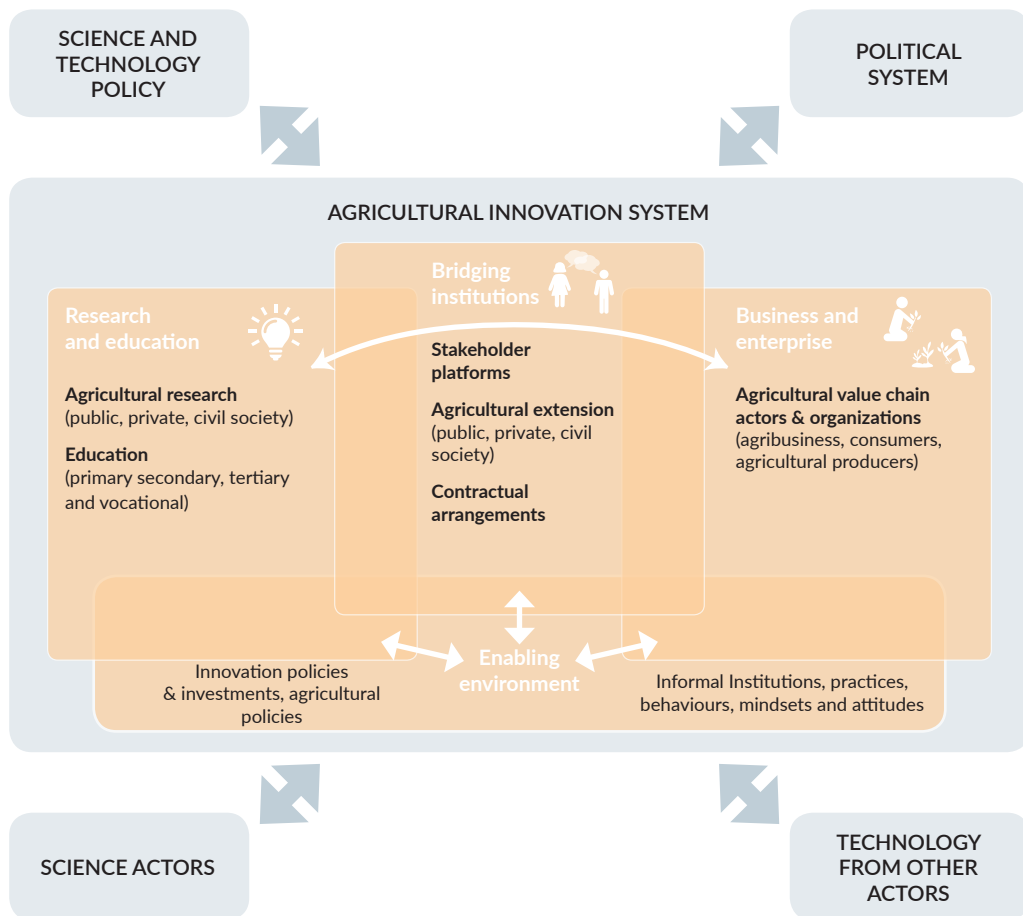 SCIENCE AND
TECHNOLOGY
POLICY
POLITICAL
SYSTEM
AGRICULTURAL INNOVATION SYSTEM
Research
and education
Agricultural research
(public, private, civil society)
Education
(primary secondary, tertiary
and vocational)
Bridging
institutions
Stakeholder
platforms
Agricultural extension
(public, private, civil
society)
Contractual
arrangements
Business and
enterprise
Agricultural value chain
actors & organizations
(agribusiness, consumers,
agricultural producers)
Innovation policies
& investments, agricultural
policies
Enabling
environment
Informal Institutions, practices,
behaviours, mindsets and attitudes
SCIENCE ACTORS
TECHNOLOGY
FROM OTHER
ACTORS